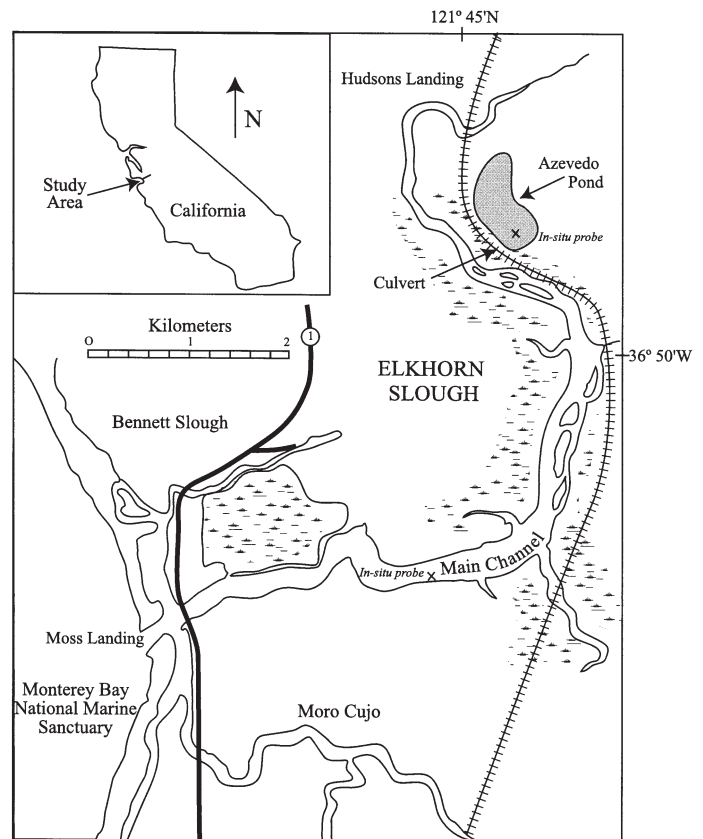 121° 45'N
Hudsons Landing
N
Study
Area
California
Azevedo
Pond
In-situ probe
Culvert
Kilometers
0 1 2
1
36° 50'W
ELKHORN
SLOUGH
Bennett Slough
In-situ probe
Main Channel
Moss Landing
Monterey Bay
National Marine
Sanctuary
Moro Cujo